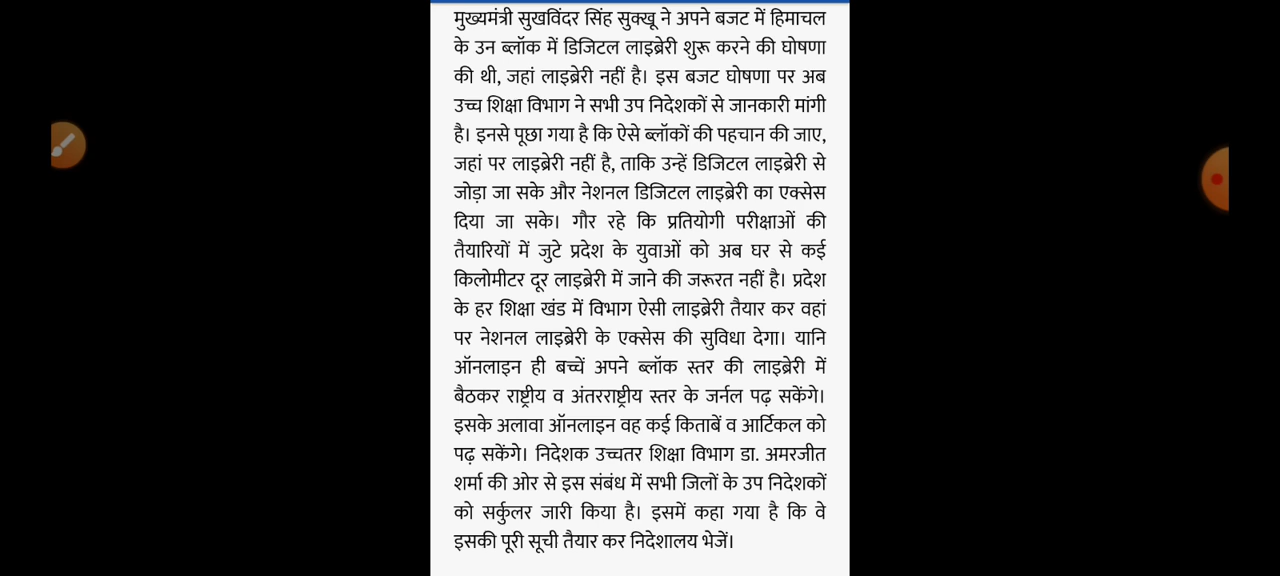 मुख्यमंत्री सुखविंदर सिंह सुक्खू ने अपने बजट में हिमाचल
के उन ब्लॉक में डिजिटल लाइब्रेरी शुरू करने की घोषणा
की थी, जहां लाइब्रेरी नहीं है। इस बजट घोषणा पर अब
उच्च शिक्षा विभाग ने सभी उप निदेशकों से जानकारी मांगी
है। इनसे पूछा गया है कि ऐसे ब्लॉकों की पहचान की जाए,
जहां पर लाइब्रेरी नहीं है, ताकि उन्हें डिजिटल लाइब्रेरी से
जोड़ा जा सके और नेशनल डिजिटल लाइब्रेरी का एक्सेस
दिया जा सके। गौर रहे कि प्रतियोगी परीक्षाओं की
तैयारियों में जुटे प्रदेश के युवाओं को अब घर से कई
किलोमीटर दूर लाइब्रेरी में जाने की जरूरत नहीं है। प्रदेश
के हर शिक्षा खंड में विभाग ऐसी लाइब्रेरी तैयार कर वहां
पर नेशनल लाइब्रेरी के एक्सेस की सुविधा देगा। यानि
ऑनलाइन ही बच्चें अपने ब्लॉक स्तर की लाइब्रेरी में
बैठकर राष्ट्रीय व अंतरराष्ट्रीय स्तर के जर्नल पढ़ सकेंगे।
इसके अलावा ऑनलाइन वह कई किताबें व आर्टिकल को
पढ़ सकेंगे। निदेशक उच्चतर शिक्षा विभाग डा. अमरजीत
शर्मा की ओर से इस संबंध में सभी जिलों के उप निदेशकों
को सर्कुलर जारी किया है। इसमें कहा गया है कि वे
इसकी पूरी सूची तैयार कर निदेशालय भेजें।